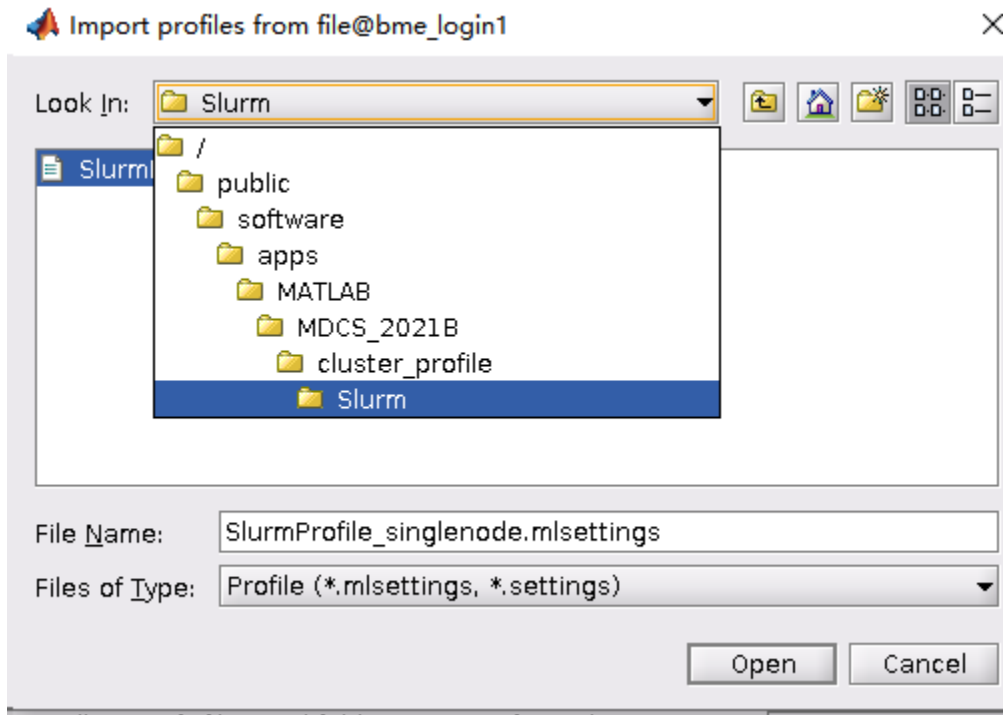 Import profiles from file@bme_login1
Look In: Slurm
/
public
software
apps
MATLAB
MDCS_2021B
cluster_profile
Slurm
File Name: SlurmProfile_singlenode.mlsettings
Files of Type: Profile (*.mlsettings, *.settings)
Open Cancel